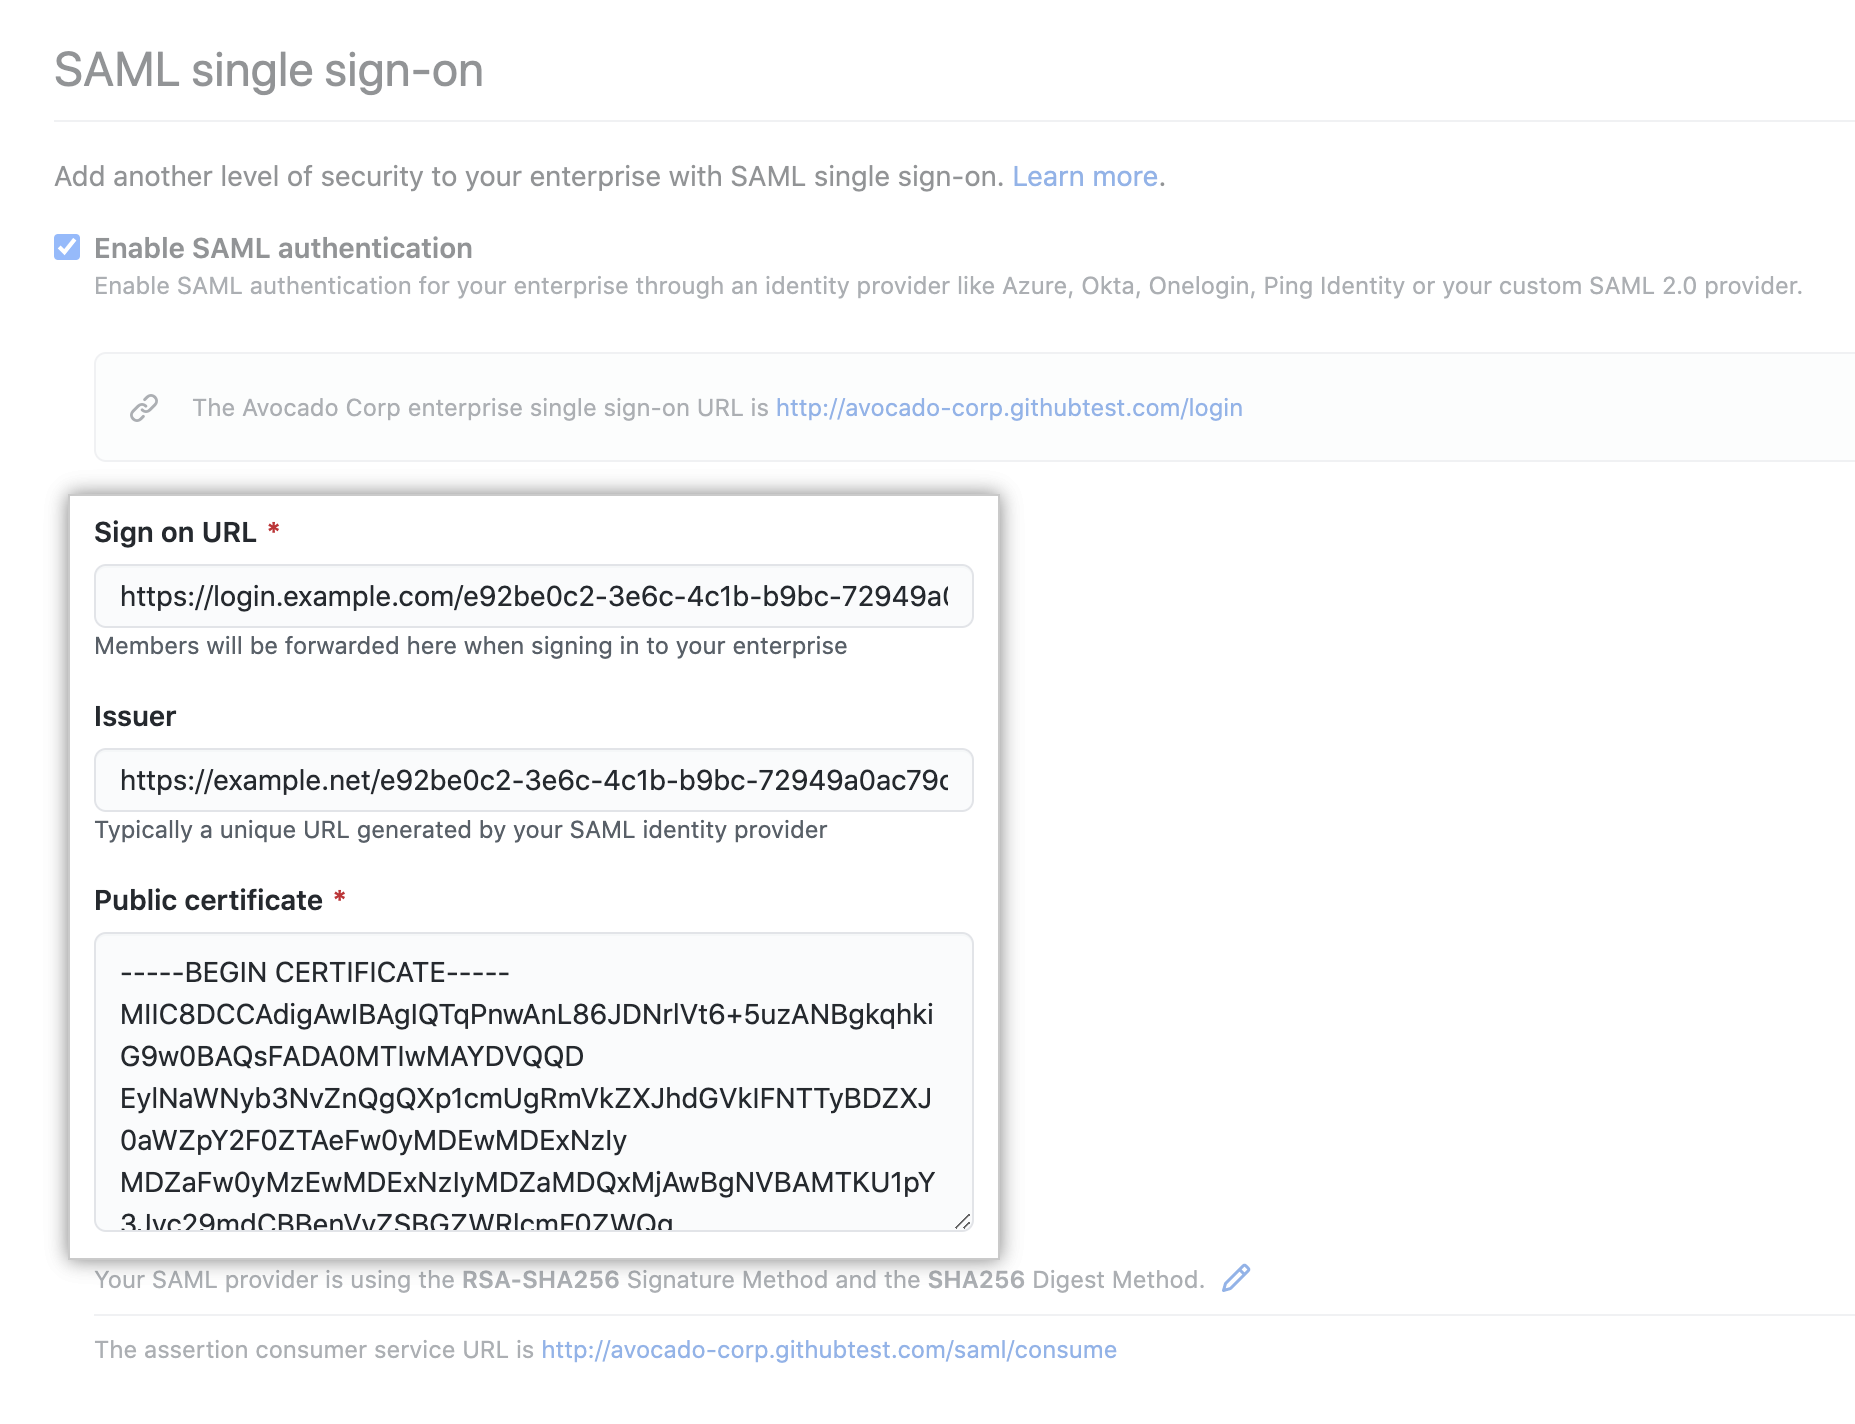 SAML single sign-on
Add another level of security to your enterprise with SAML single sign-on. Learn more.
Enable SAML authentication
Enable SAML authentication for your enterprise through an identity provider like Azure, Okta, Onelogin, Ping Identity or your custom SAML 2.0 provider.
The Avocado Corp enterprise single sign-on URL is http://avocado-corp.githubtest.com/login
Sign on URL *
https://login.example.com/e92be0c2-3e6c-4c1b-b9bc-72949a0
Members will be forwarded here when signing in to your enterprise
Issuer
https://example.net/e92be0c2-3e6c-4c1b-b9bc-72949a0ac79c
Typically a unique URL generated by your SAML identity provider
Public certificate *
-----BEGIN CERTIFICATE-----
MIIC8DCCAdigAwIBAgIQTqPnwAnL86JDNrlVt6+5uzANBgkqhki
G9w0BAQsFADA0MTIwMAYDVQQD
EylNaWNyb3NvZnQgQXp1cmUgRmVkZXJhdGVkIFNTTyBDZXJ
0aWZpY2F0ZTAeFw0yMDEwMDExNzIy
MDZaFw0yMzEwMDExNzIyMDZaMDQxMjAwBgNVBAMTKU1pY
3Jvc29mdCBBenVyZSBGZWRlcmF0ZWQg
Your SAML provider is using the RSA-SHA256 Signature Method and the SHA256 Digest Method.
The assertion consumer service URL is http://avocado-corp.githubtest.com/saml/consume